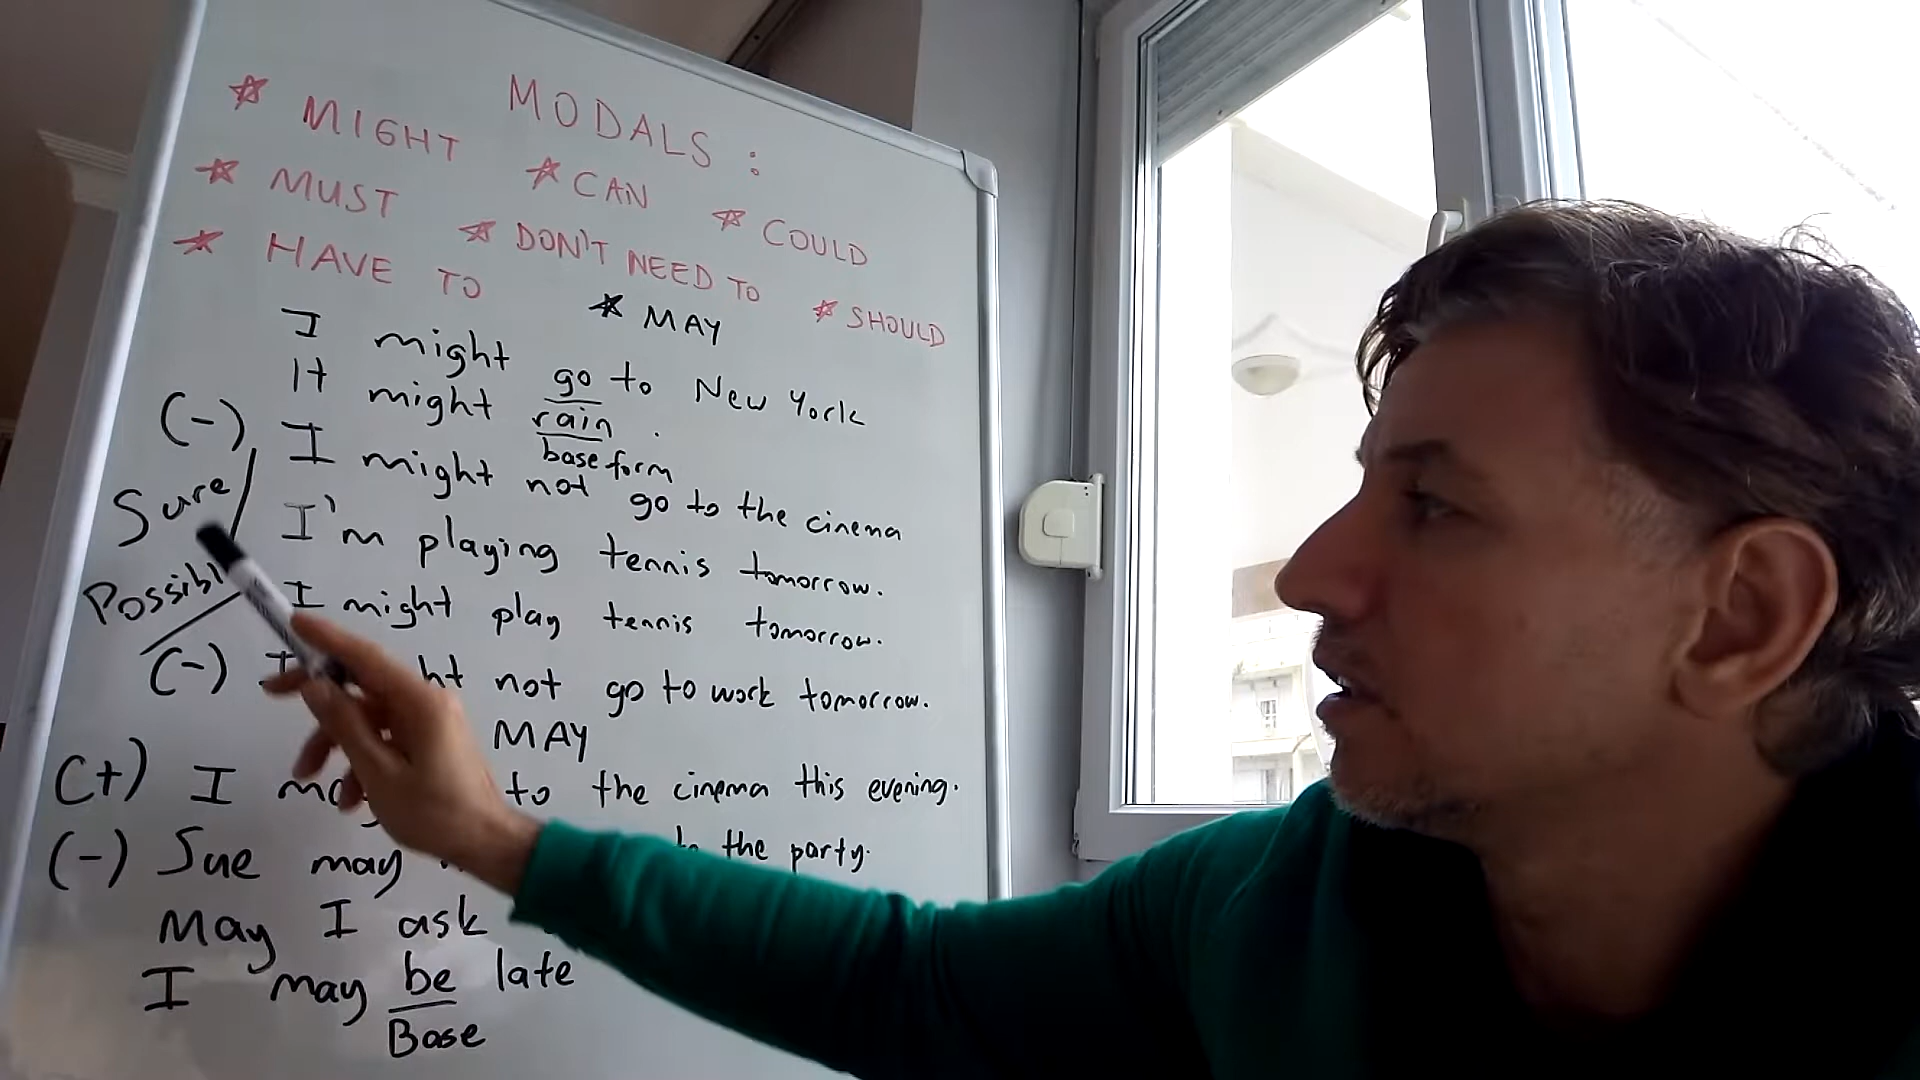 MODALS :
* MIGHT * CAN * COULD
* MUST * DON'T NEED TO * SHOULD
* HAVE TO * MAY
I might go to New York
It might rain .
base form
(-) I might not go to the cinema
Sure I'm playing tennis tomorrow.
Possibl I might play tennis tomorrow.
(-) I ht not go to work tomorrow.
MAY
(+) I to the cinema this evening.
(-) Sue may the party.
May I ask
I may be late
Base